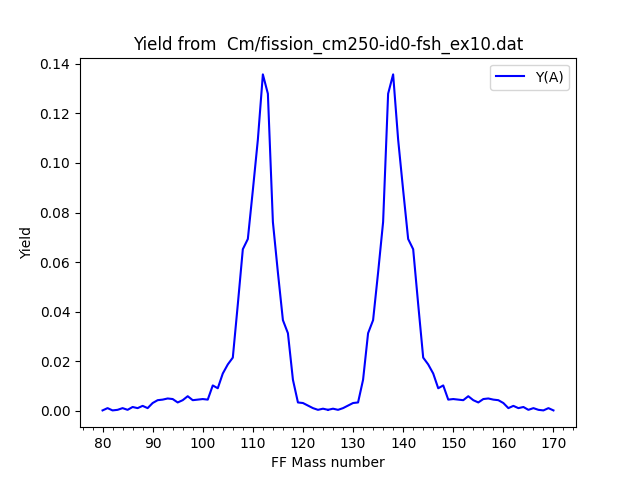 Yield from  Cm/fission_cm250-id0-fsh_ex10.dat
Y(A)
Yield
0.14
0.12
0.10
0.08
0.06
0.04
0.02
0.00
80 90 100 110 120 130 140 150 160 170
FF Mass number